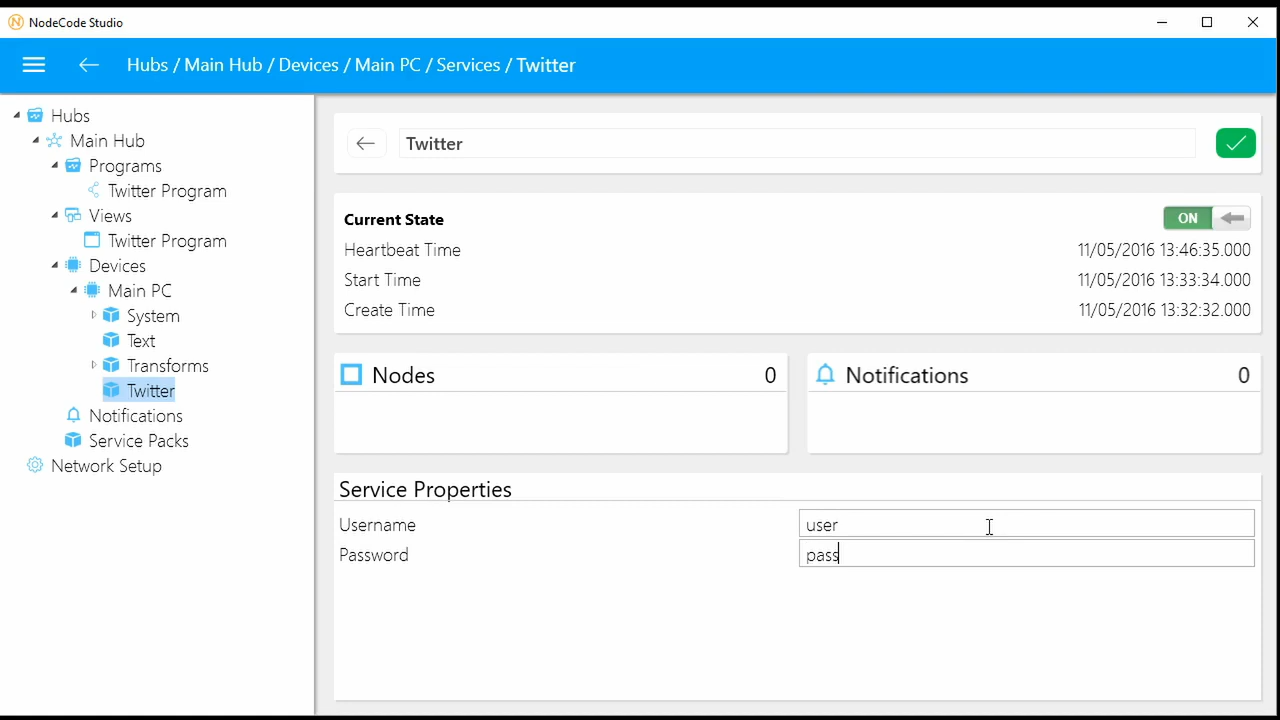 NodeCode Studio
Hubs / Main Hub / Devices / Main PC / Services / Twitter
Hubs
Main Hub
Programs
Twitter Program
Views
Twitter Program
Devices
Main PC
System
Text
Transforms
Twitter
Notifications
Service Packs
Network Setup
Twitter
Current State
ON
Heartbeat Time 11/05/2016 13:46:35.000
Start Time 11/05/2016 13:33:34.000
Create Time 11/05/2016 13:32:32.000
Nodes 0
Notifications 0
Service Properties
Username user
Password pass